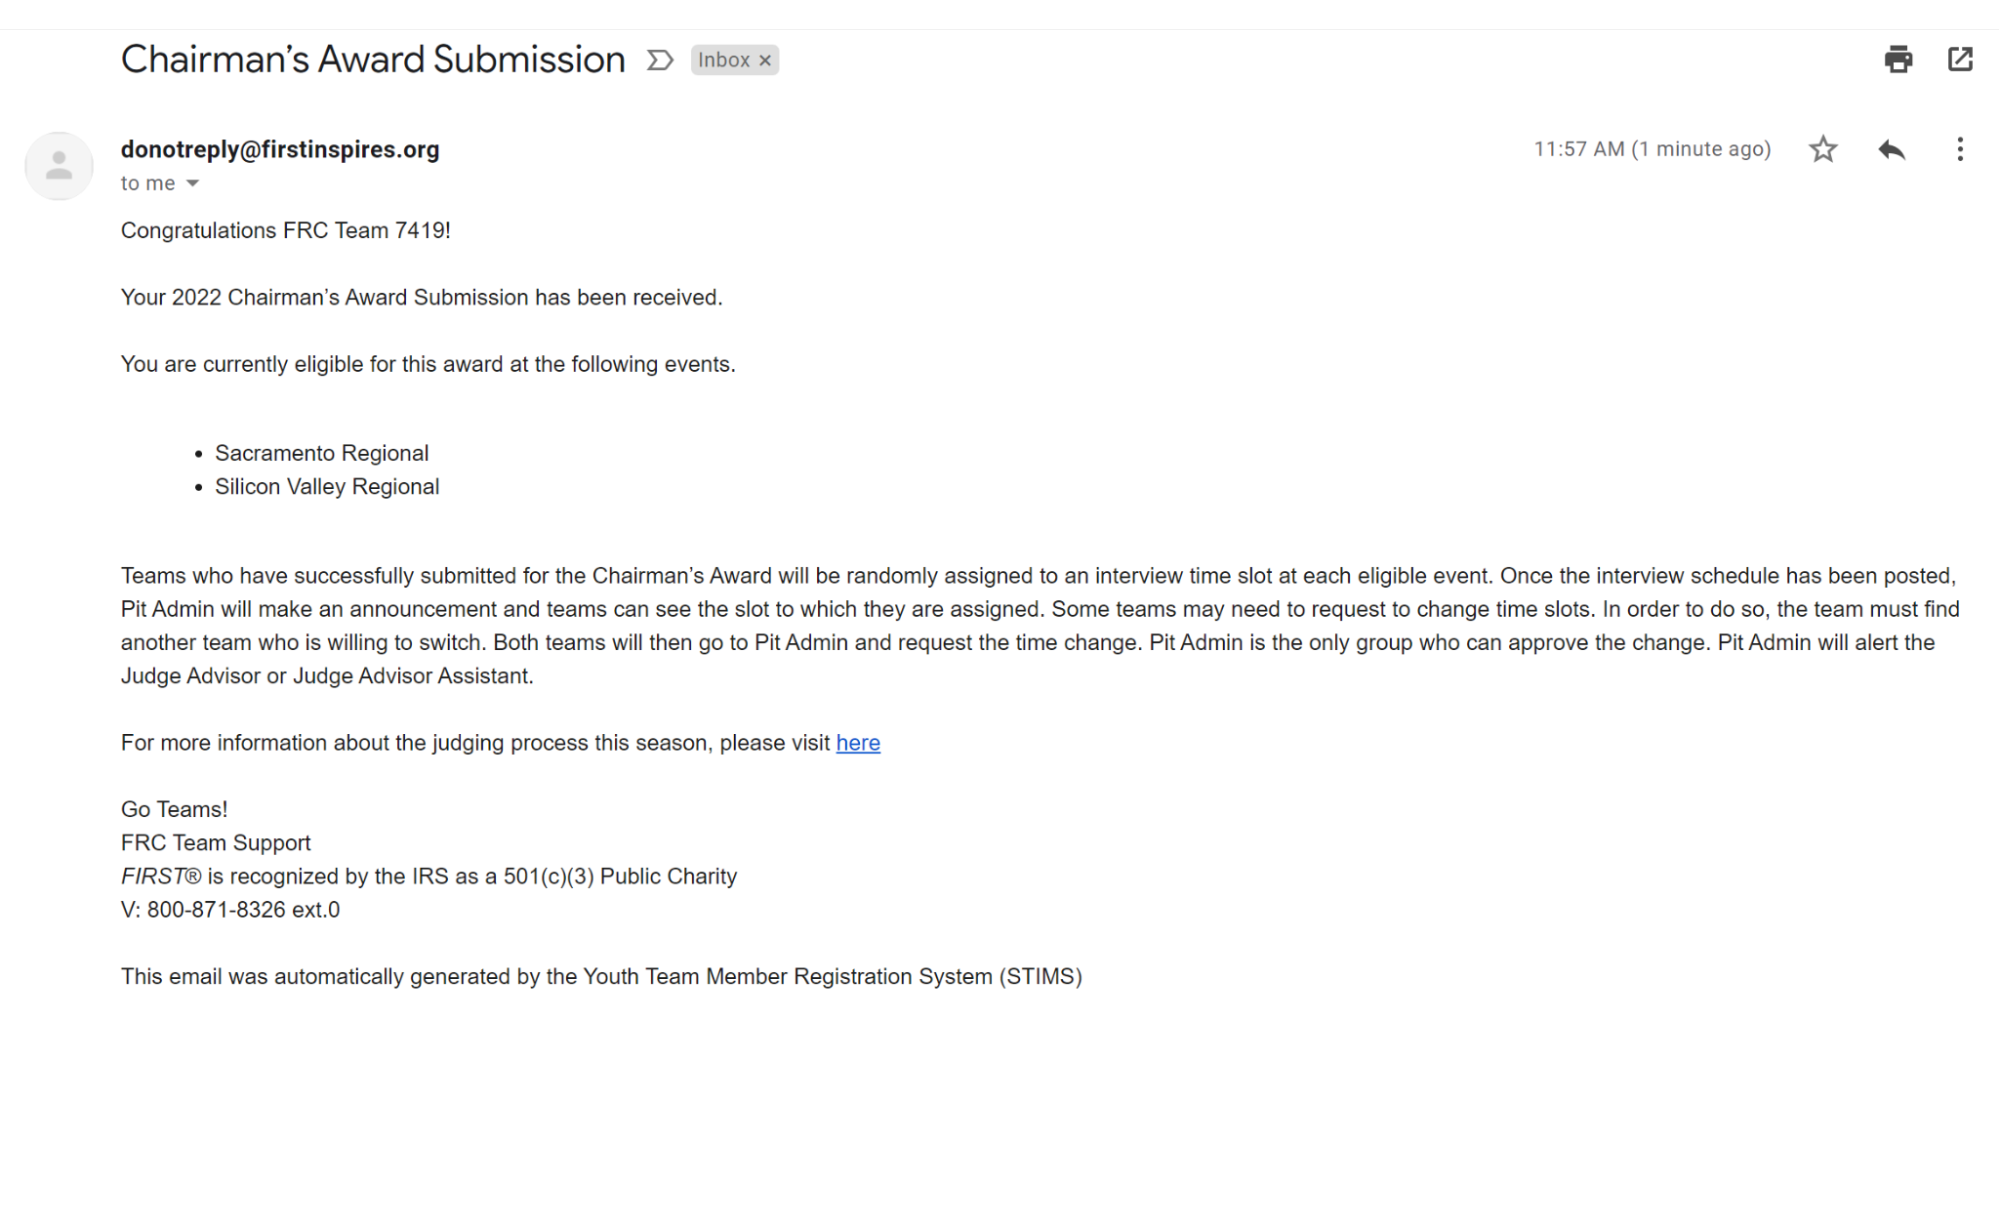 Chairman’s Award Submission Inbox ×
donotreply@firstinspires.org 11:57 AM (1 minute ago)
to me
Congratulations FRC Team 7419!
Your 2022 Chairman’s Award Submission has been received.
You are currently eligible for this award at the following events.
• Sacramento Regional
• Silicon Valley Regional
Teams who have successfully submitted for the Chairman’s Award will be randomly assigned to an interview time slot at each eligible event. Once the interview schedule has been posted,
Pit Admin will make an announcement and teams can see the slot to which they are assigned. Some teams may need to request to change time slots. In order to do so, the team must find
another team who is willing to switch. Both teams will then go to Pit Admin and request the time change. Pit Admin is the only group who can approve the change. Pit Admin will alert the
Judge Advisor or Judge Advisor Assistant.
For more information about the judging process this season, please visit here
Go Teams!
FRC Team Support
FIRST® is recognized by the IRS as a 501(c)(3) Public Charity
V: 800-871-8326 ext.0
This email was automatically generated by the Youth Team Member Registration System (STIMS)